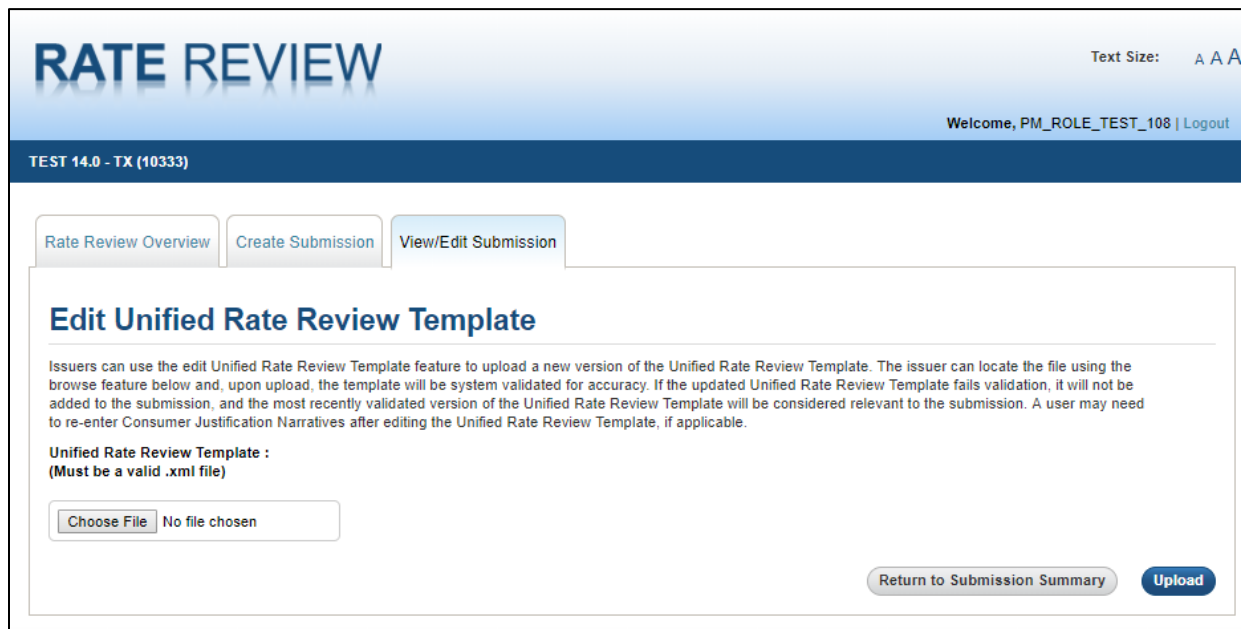 RATE REVIEW
Text Size: A A A
Welcome, PM_ROLE_TEST_108 | Logout
TEST 14.0 - TX (10333)
Rate Review Overview
Create Submission
View/Edit Submission
Edit Unified Rate Review Template
Issuers can use the edit Unified Rate Review Template feature to upload a new version of the Unified Rate Review Template. The issuer can locate the file using the
browse feature below and, upon upload, the template will be system validated for accuracy. If the updated Unified Rate Review Template fails validation, it will not be
added to the submission, and the most recently validated version of the Unified Rate Review Template will be considered relevant to the submission. A user may need
to re-enter Consumer Justification Narratives after editing the Unified Rate Review Template, if applicable.
Unified Rate Review Template :
(Must be a valid .xml file)
Choose File No file chosen
Return to Submission Summary
Upload